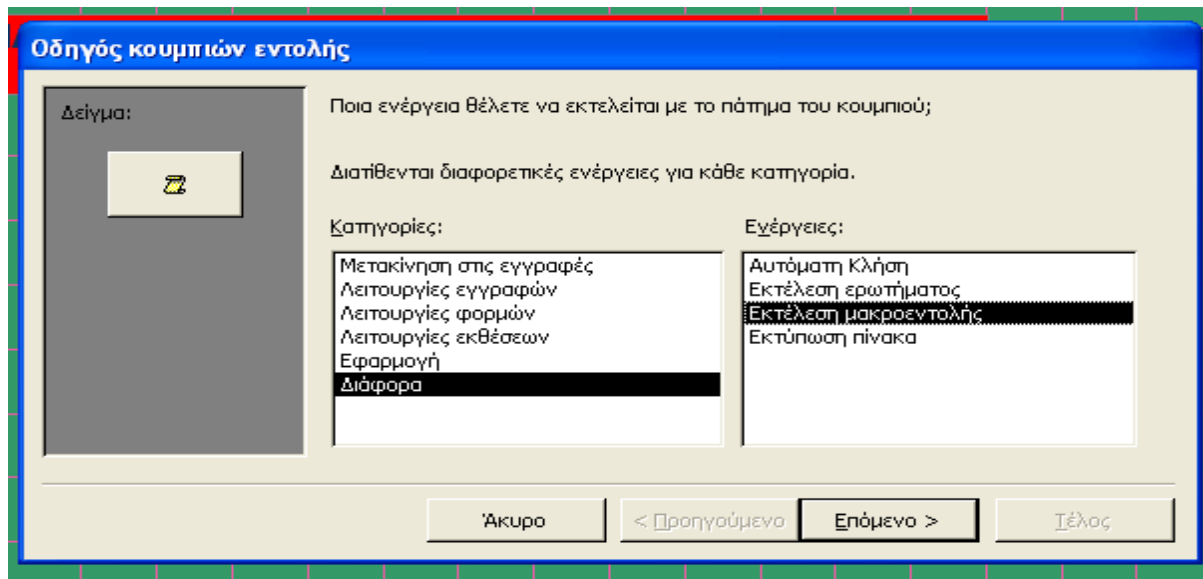 Οδηγός κουμπιών εντολής
Δείγμα:
Ποια ενέργεια θέλετε να εκτελείται με το πάτημα του κουμπιού;
Διατίθενται διαφορετικές ενέργειες για κάθε κατηγορία.
Κατηγορίες:
Μετακίνηση στις εγγραφές
Λειτουργίες εγγραφών
Λειτουργίες φορμών
Λειτουργίες εκθέσεων
Εφαρμογή
Διάφορα
Ενέργειες:
Αυτόματη Κλήση
Εκτέλεση ερωτήματος
Εκτέλεση μακροεντολής
Εκτύπωση πίνακα
Άκυρο
< Προηγούμενο
Επόμενο >
Τέλος